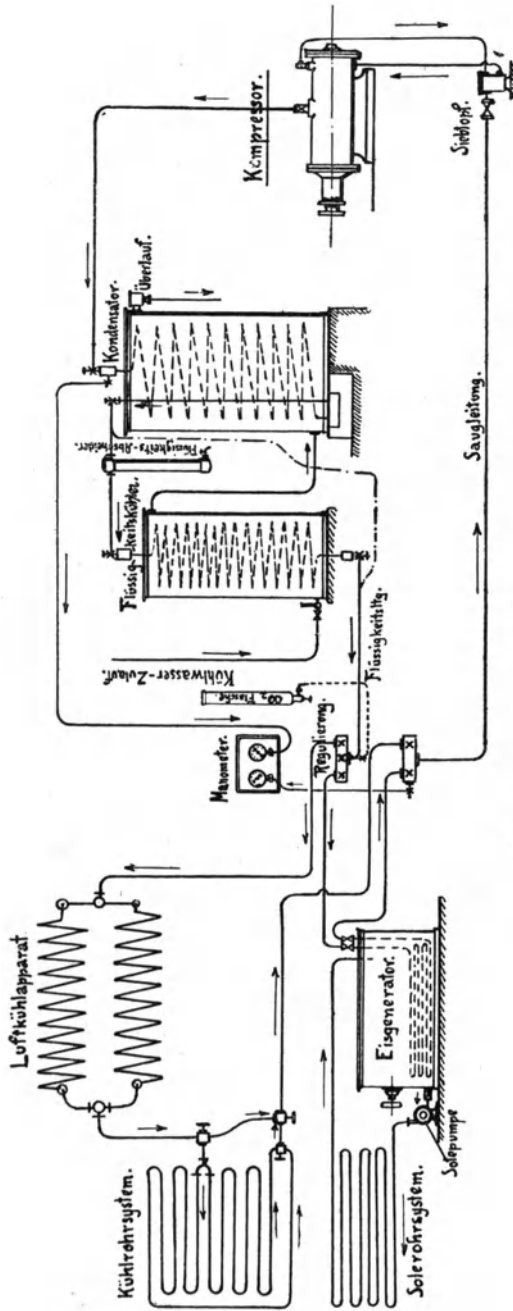 Luftkühlapparat
Kühlrohrsystem.
Solerohrsystem.
Solepumpe
Eisgenerator.
Manometer.
CO₂ Flasche.
Regulierung.
Kühlwasser-Zulauf.
Flüssigkeitskühler.
Flüssigkeitsltg.
Flüssigkeits-Abscheider.
Kondensator.
Überlauf.
Saugleitung.
Kompressor.
Siebtopf.